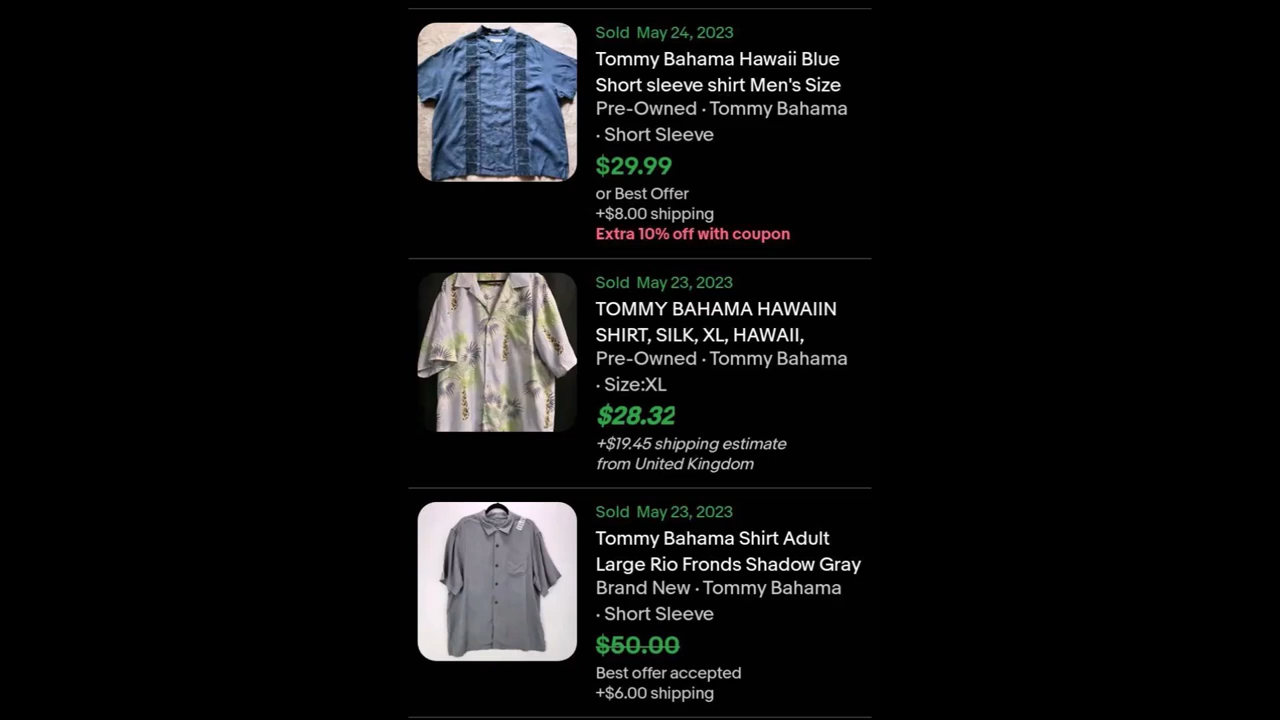 Sold May 24, 2023
Tommy Bahama Hawaii Blue
Short sleeve shirt Men's Size
Pre-Owned · Tommy Bahama
· Short Sleeve
$29.99
or Best Offer
+$8.00 shipping
Extra 10% off with coupon
Sold May 23, 2023
TOMMY BAHAMA HAWAIIN
SHIRT, SILK, XL, HAWAII,
Pre-Owned · Tommy Bahama
· Size:XL
$28.32
+$19.45 shipping estimate
from United Kingdom
Sold May 23, 2023
Tommy Bahama Shirt Adult
Large Rio Fronds Shadow Gray
Brand New · Tommy Bahama
· Short Sleeve
$50.00
Best offer accepted
+$6.00 shipping